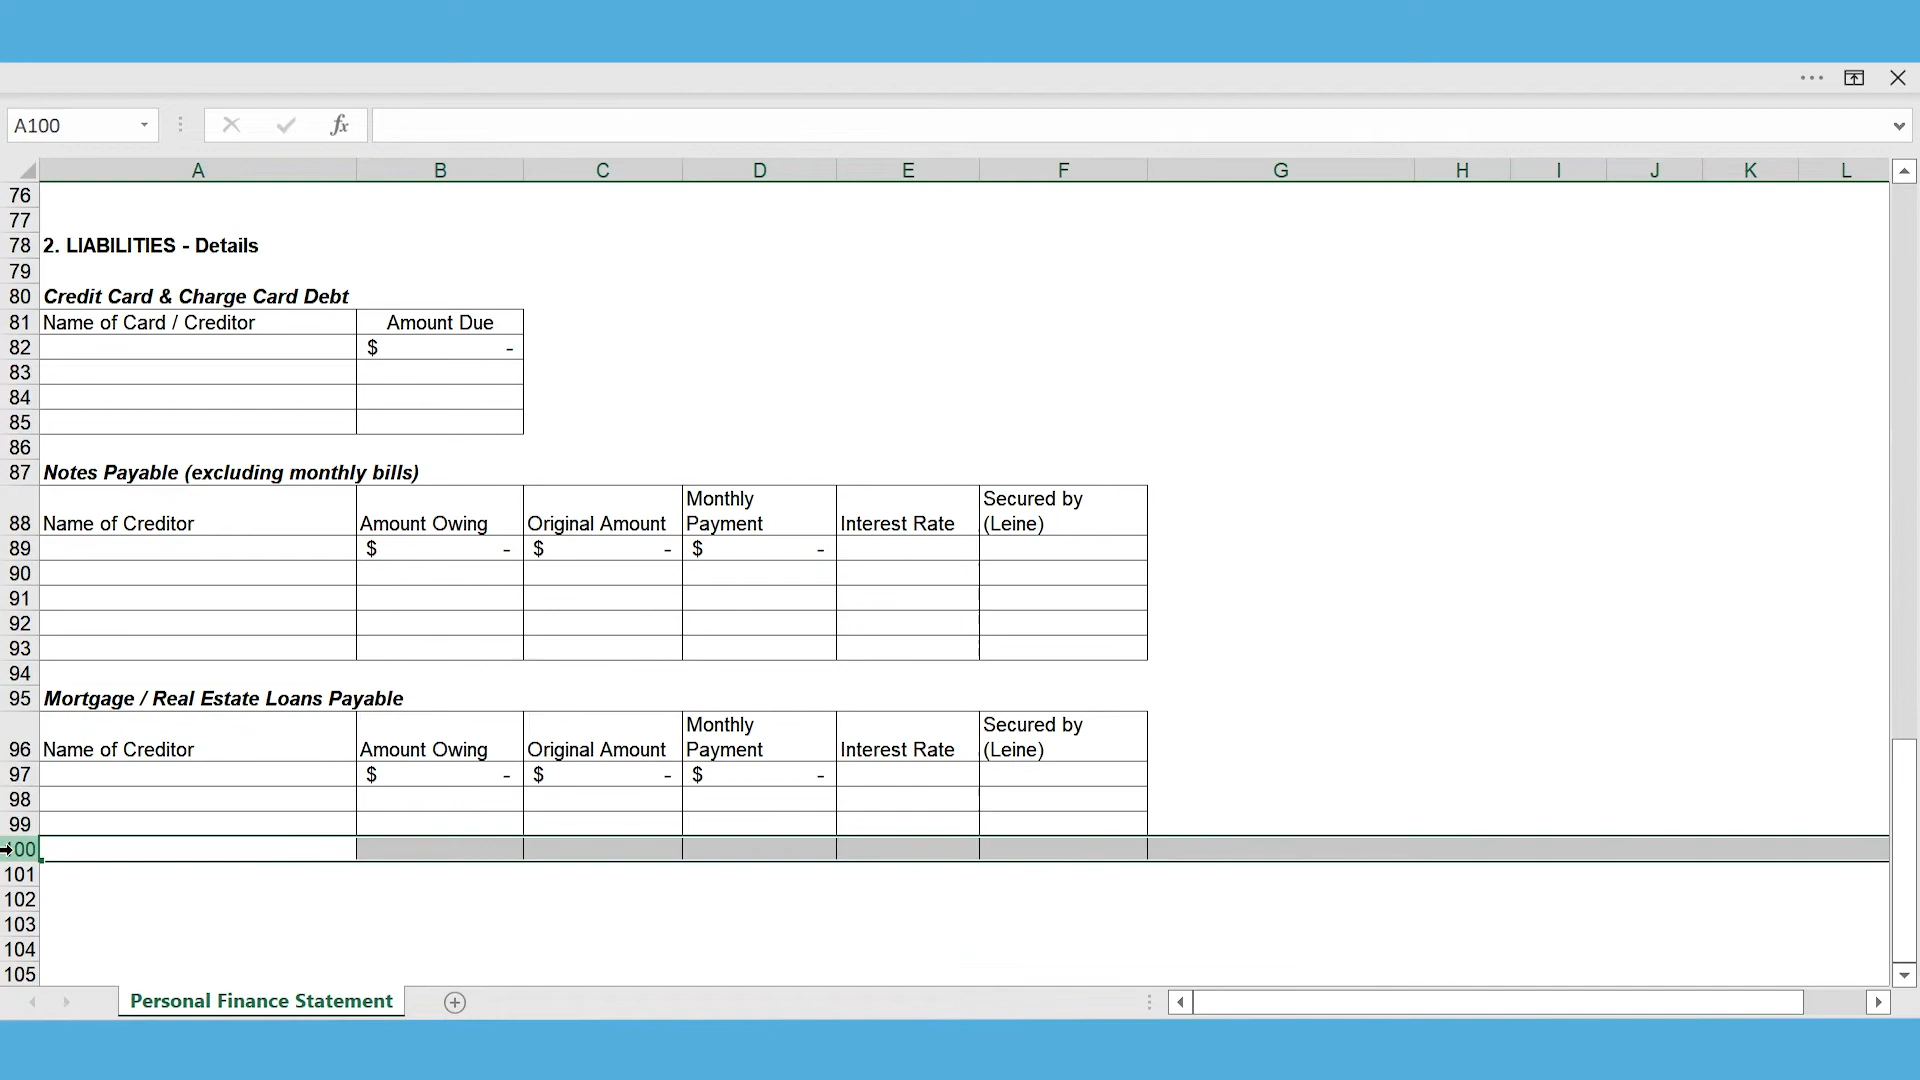 A100
fx
A B C D E F G H I J K L
76
77
78 2. LIABILITIES - Details
79
80 Credit Card & Charge Card Debt
81 Name of Card / Creditor Amount Due
82 $ -
83
84
85
86
87 Notes Payable (excluding monthly bills)
Monthly Secured by
88 Name of Creditor Amount Owing Original Amount Payment Interest Rate (Leine)
89 $ - $ - $ -
90
91
92
93
94
95 Mortgage / Real Estate Loans Payable
Monthly Secured by
96 Name of Creditor Amount Owing Original Amount Payment Interest Rate (Leine)
97 $ - $ - $ -
98
99
100
101
102
103
104
105
Personal Finance Statement